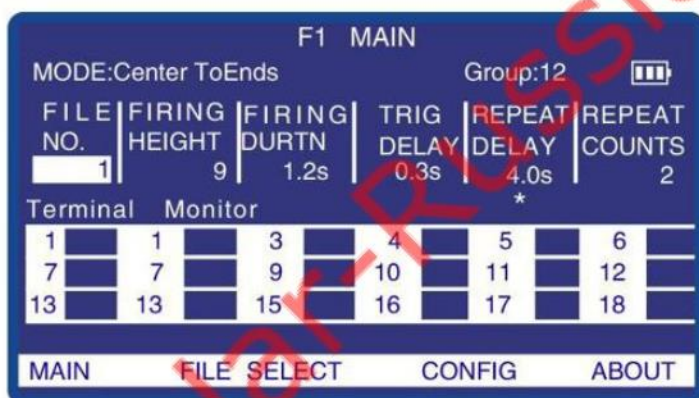 F1 MAIN
MODE:Center ToEnds Group:12
FILE NO. 1
FIRING HEIGHT 9
FIRING DURTN 1.2s
TRIG DELAY 0.3s
REPEAT DELAY 4.0s
REPEAT COUNTS 2
Terminal Monitor *
1 1 3 4 5 6
7 7 9 10 11 12
13 13 15 16 17 18
MAIN FILE SELECT CONFIG ABOUT